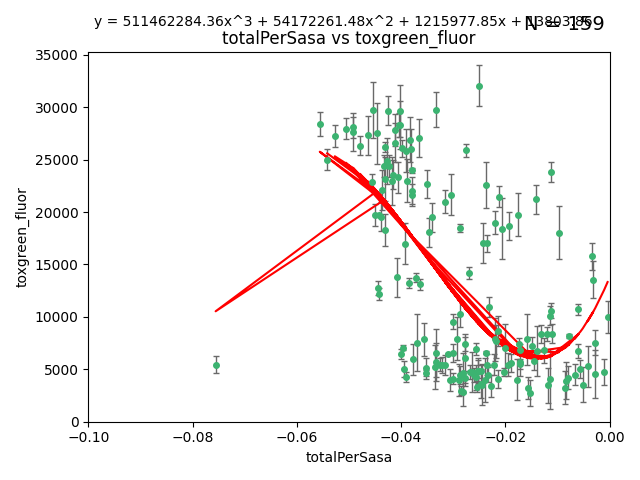 y = 511462284.36x^3 + 54172261.48x^2 + 1215977.85x +
N = 159
totalPerSasa vs toxgreen_fluor
35000
30000
25000
20000
15000
10000
5000
0
toxgreen_fluor
−0.10
−0.08
−0.06
−0.04
−0.02
0.00
totalPerSasa